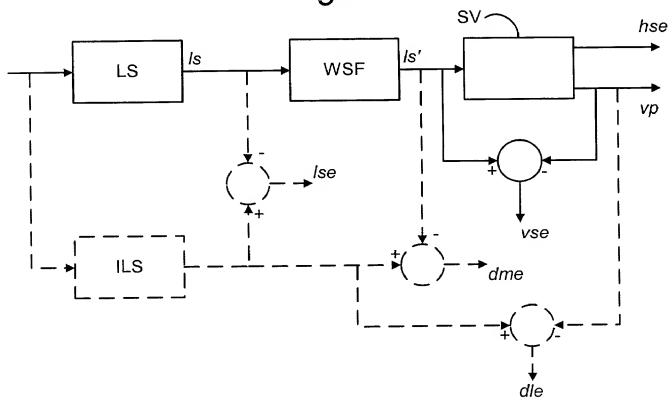 SV
hse
LS
ls
WSF
ls'
vp
+
-
vse
-
lse
+
ILS
-
+
dme
+
-
dle